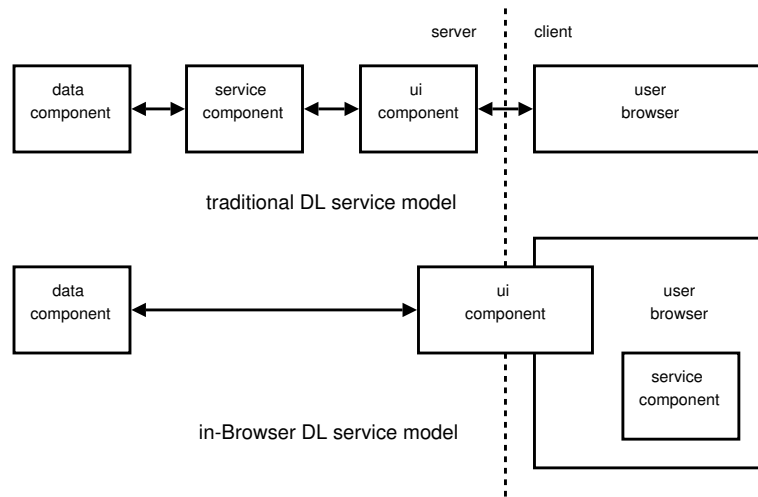 server
client
data
component
service
component
ui
component
user
browser
traditional DL service model
data
component
ui
component
user
browser
service
component
in-Browser DL service model